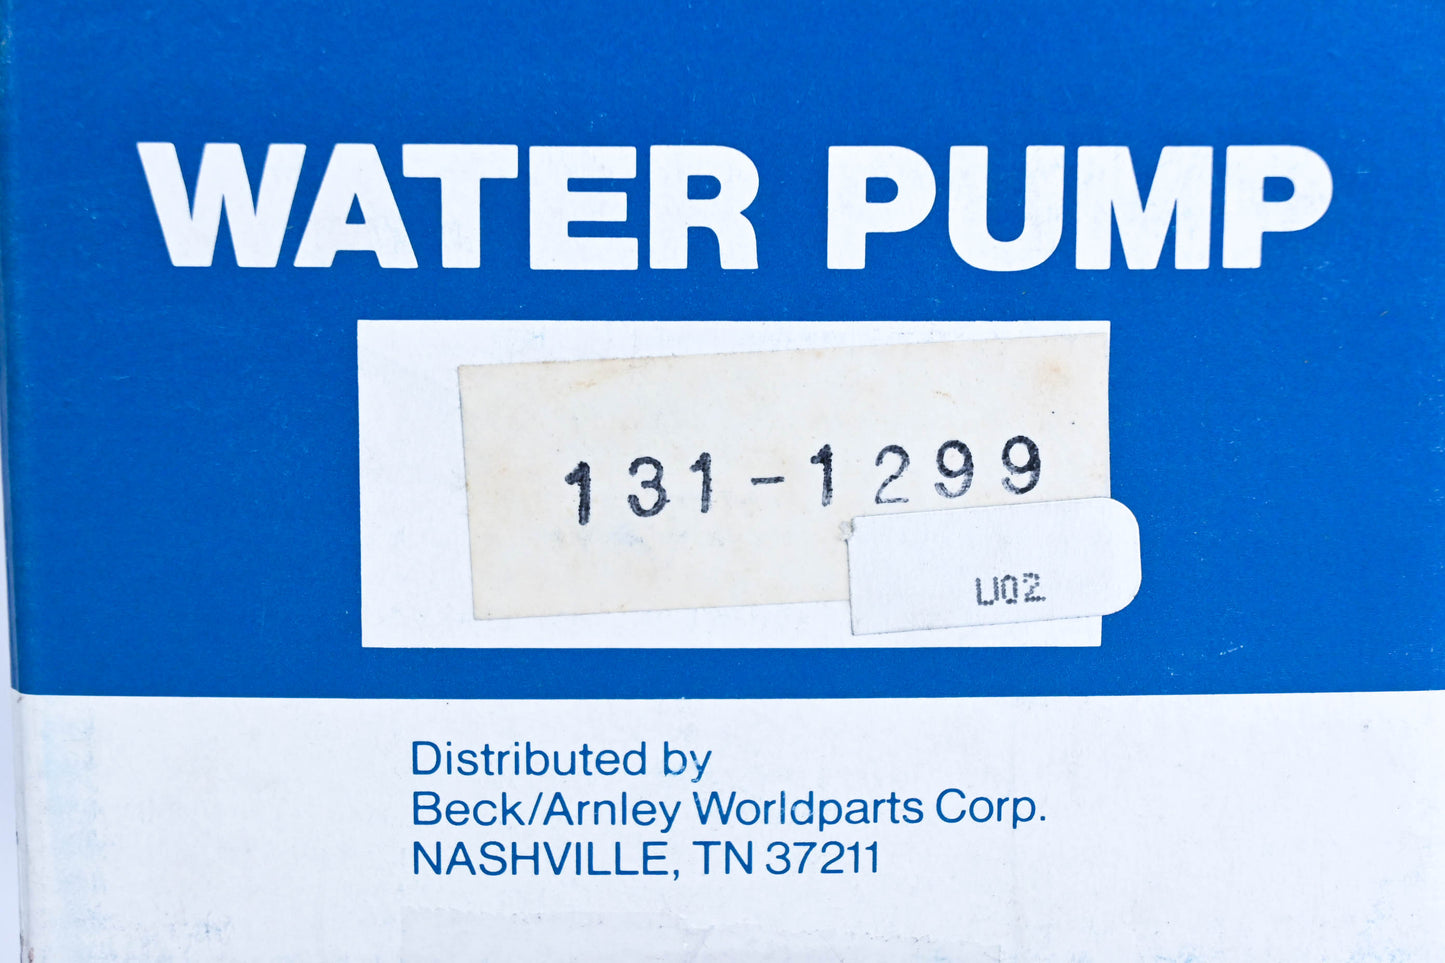 WATER PUMP
131-1299
U02
Distributed by
Beck/Arnley Worldparts Corp.
NASHVILLE, TN 37211